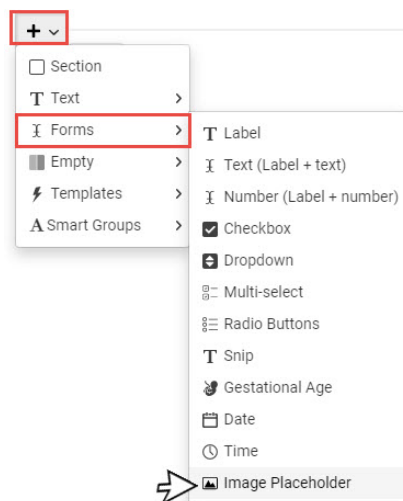 Section
Text
Forms
Empty
Templates
Smart Groups
Label
Text (Label + text)
Number (Label + number)
Checkbox
Dropdown
Multi-select
Radio Buttons
Snip
Gestational Age
Date
Time
Image Placeholder